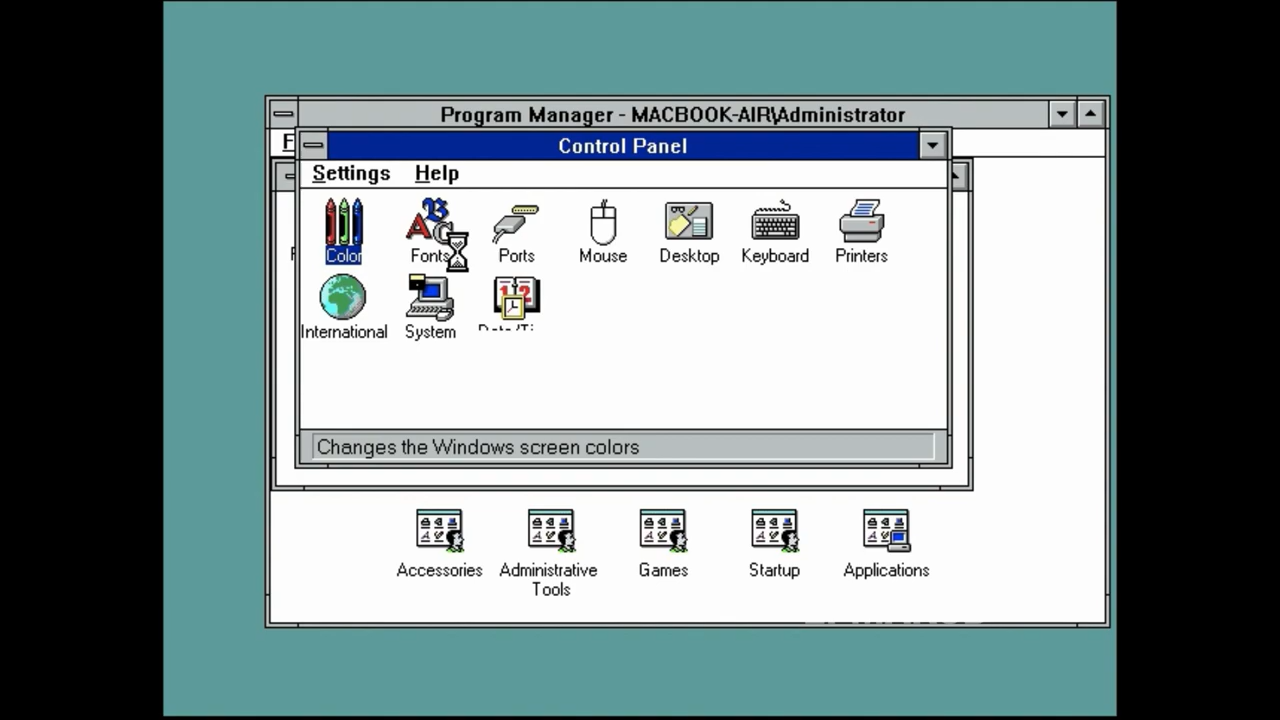 Program Manager - MACBOOK-AIR\Administrator
Control Panel
Settings Help
Color Fonts Ports Mouse Desktop Keyboard Printers
International System
Changes the Windows screen colors
Accessories Administrative Tools Games Startup Applications